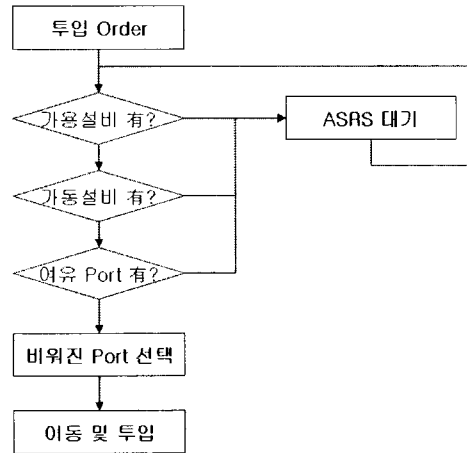 투입 Order
가용설비 有?
ASRS 대기
가동설비 有?
여유 Port 有?
비워진 Port 선택
이동 및 투입